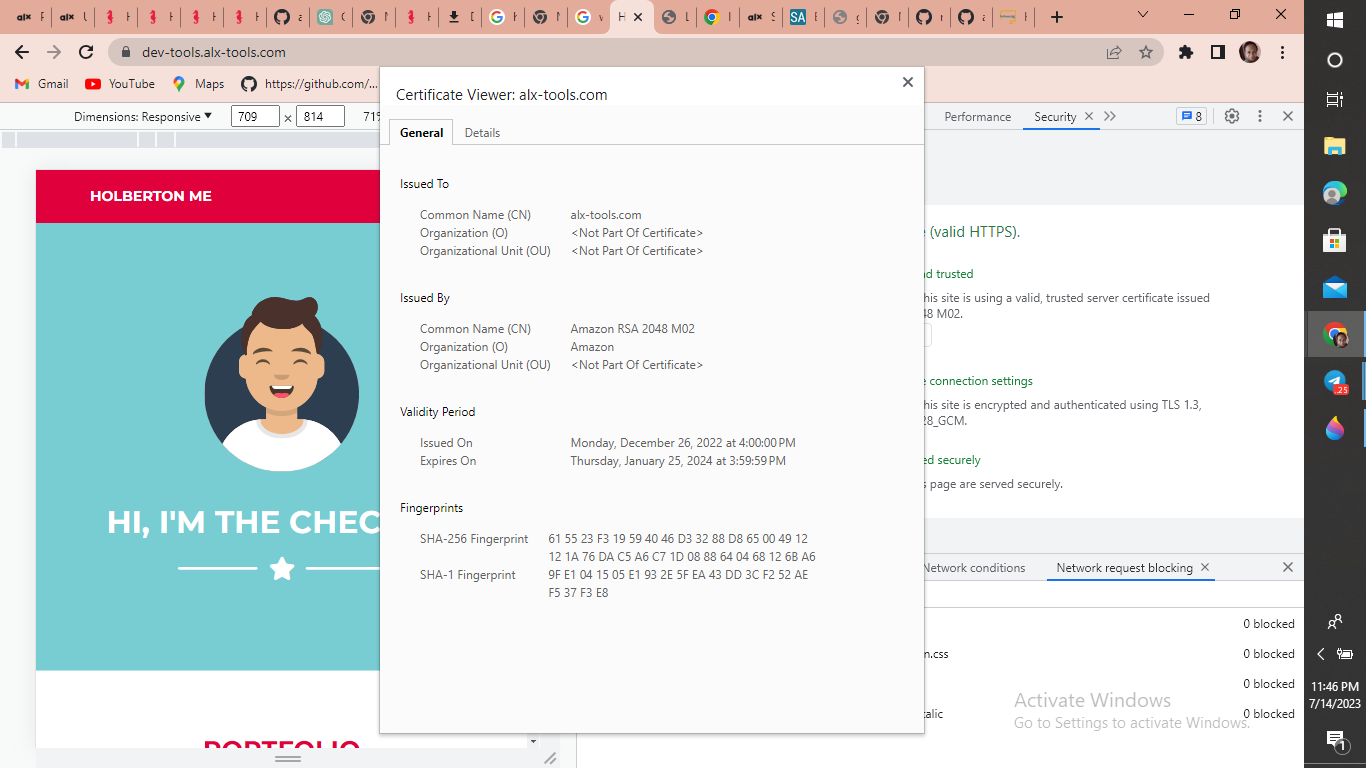 dev-tools.alx-tools.com
Gmail
YouTube
Maps
https://github.com/...
Certificate Viewer: alx-tools.com
General
Details
Dimensions: Responsive
709
×
814
71%
Performance
Security
8
HOLBERTON ME
HI, I'M THE CHEC
PORTFOLIO
Issued To
Common Name (CN) alx-tools.com
Organization (O) <Not Part Of Certificate>
Organizational Unit (OU) <Not Part Of Certificate>
Issued By
Common Name (CN) Amazon RSA 2048 M02
Organization (O) Amazon
Organizational Unit (OU) <Not Part Of Certificate>
Validity Period
Issued On Monday, December 26, 2022 at 4:00:00 PM
Expires On Thursday, January 25, 2024 at 3:59:59 PM
Fingerprints
SHA-256 Fingerprint 61 55 23 F3 19 59 40 46 D3 32 88 D8 65 00 49 12
12 1A 76 DA C5 A6 C7 1D 08 88 64 04 68 12 6B A6
SHA-1 Fingerprint 9F E1 04 15 05 E1 93 2E 5F EA 43 DD 3C F2 52 AE
F5 37 F3 E8
(valid HTTPS).
nd trusted
his site is using a valid, trusted server certificate issued
48 M02.
e connection settings
his site is encrypted and authenticated using TLS 1.3,
28_GCM.
ed securely
s page are served securely.
Network conditions
Network request blocking
0 blocked
n.css 0 blocked
0 blocked
talic 0 blocked
Activate Windows
Go to Settings to activate Windows.
25
11:46 PM
7/14/2023
1